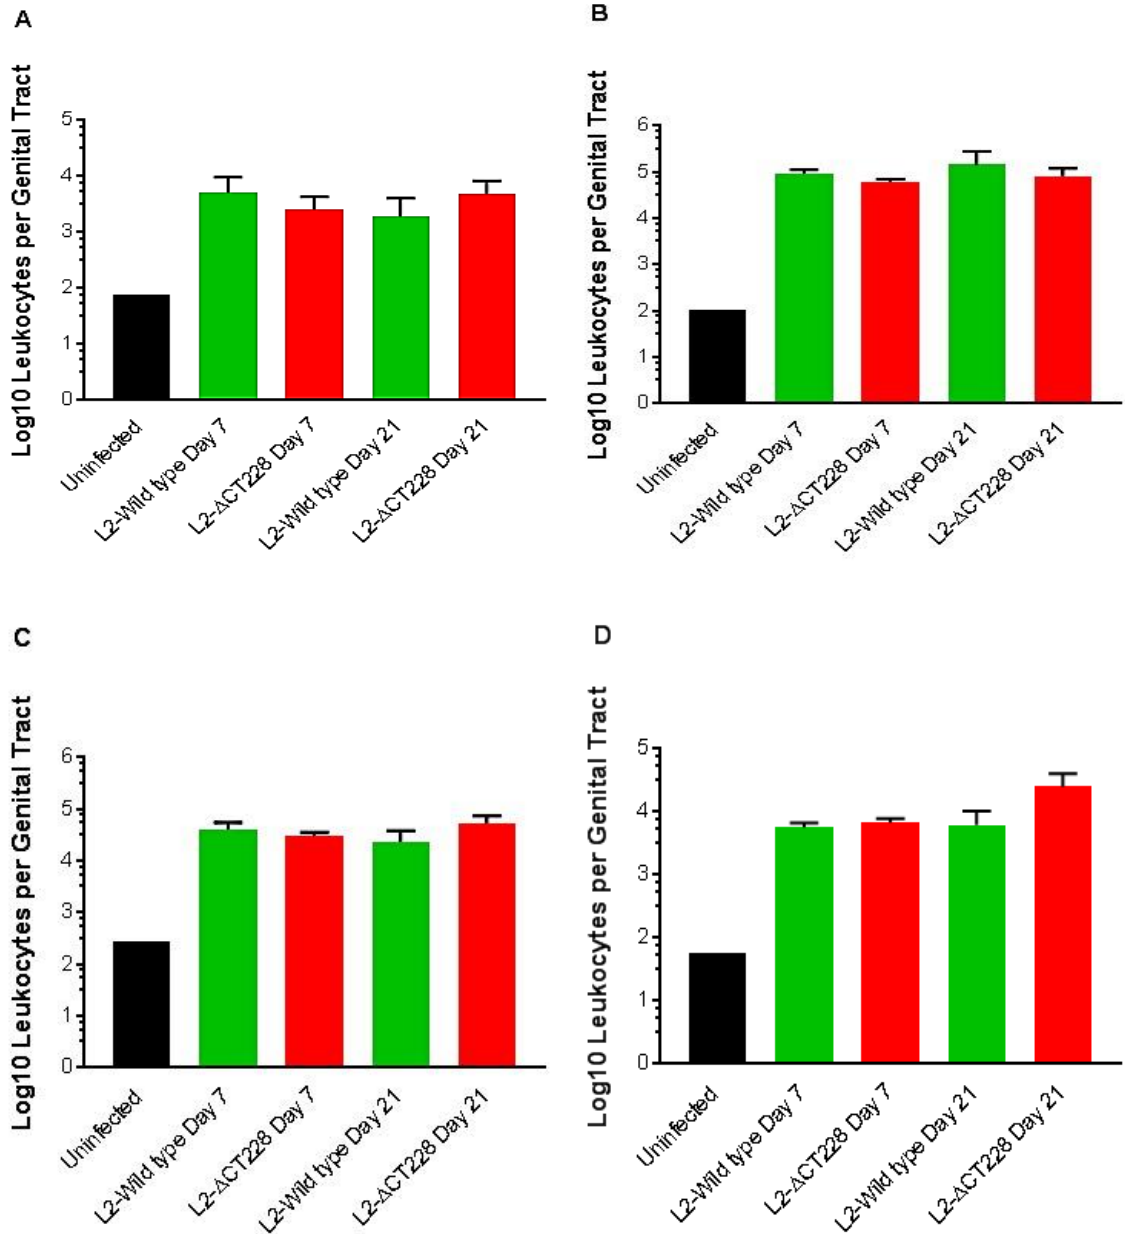 A
Log10 Leukocytes per Genital Tract
5
4
3
2
1
0
Uninfected
L2-Wild type Day 7
L2-ΔCT228 Day 7
L2-Wild type Day 21
L2-ΔCT228 Day 21
B
Log10 Leukocytes per Genital Tract
6
5
4
3
2
1
0
Uninfected
L2-Wild type Day 7
L2-ΔCT228 Day 7
L2-Wild type Day 21
L2-ΔCT228 Day 21
C
Log10 Leukocytes per Genital Tract
6
5
4
3
2
1
0
Uninfected
L2-Wild type Day 7
L2-ΔCT228 Day 7
L2-Wild type Day 21
L2-ΔCT228 Day 21
D
Log10 Leukocytes per Genital Tract
5
4
3
2
1
0
Uninfected
L2-Wild type Day 7
L2-ΔCT228 Day 7
L2-Wild type Day 21
L2-ΔCT228 Day 21